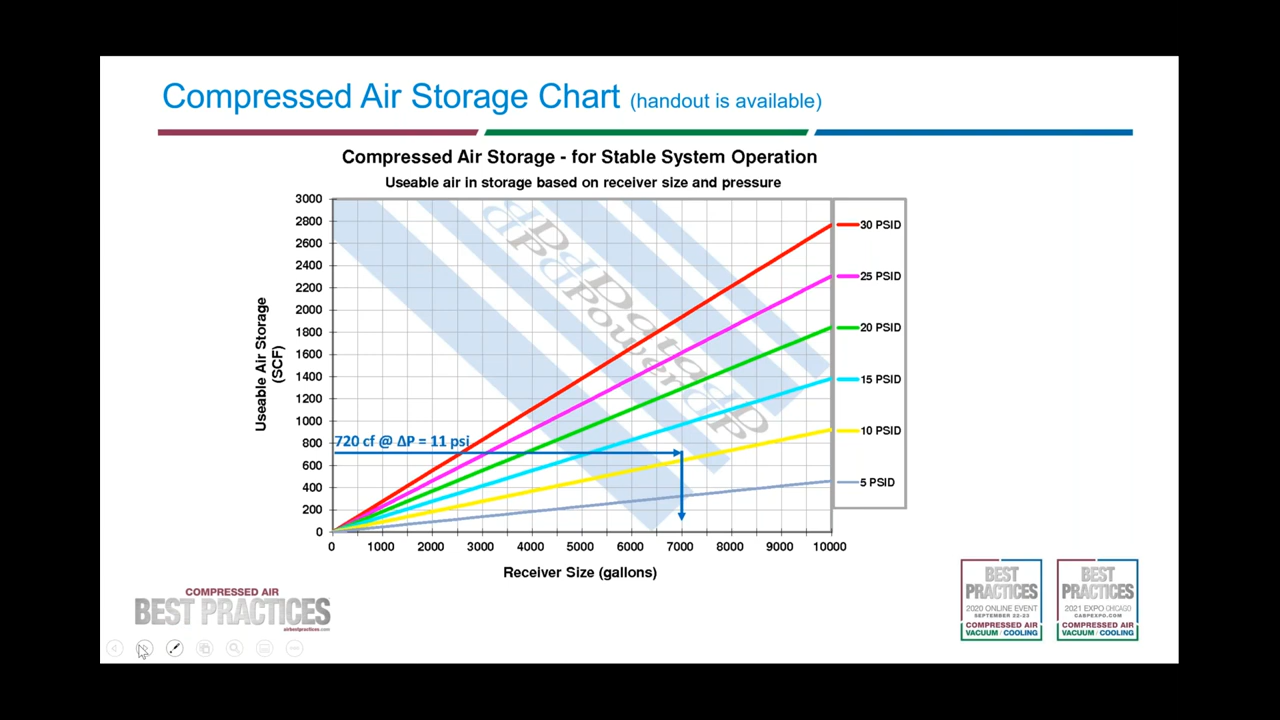 Compressed Air Storage Chart (handout is available)
Compressed Air Storage - for Stable System Operation
Useable air in storage based on receiver size and pressure
Useable Air Storage
(SCF)
3000
2800
2600
2400
2200
2000
1800
1600
1400
1200
1000
800
600
400
200
0
720 cf @ ΔP = 11 psi
30 PSID
25 PSID
20 PSID
15 PSID
10 PSID
5 PSID
0 1000 2000 3000 4000 5000 6000 7000 8000 9000 10000
Receiver Size (gallons)
COMPRESSED AIR
BEST PRACTICES
airbestpractices.com
BEST
PRACTICES
2020 ONLINE EVENT
SEPTEMBER 22-23
COMPRESSED AIR
VACUUM / COOLING
BEST
PRACTICES
2021 EXPO CHICAGO
CABPEXPO.COM
COMPRESSED AIR
VACUUM / COOLING